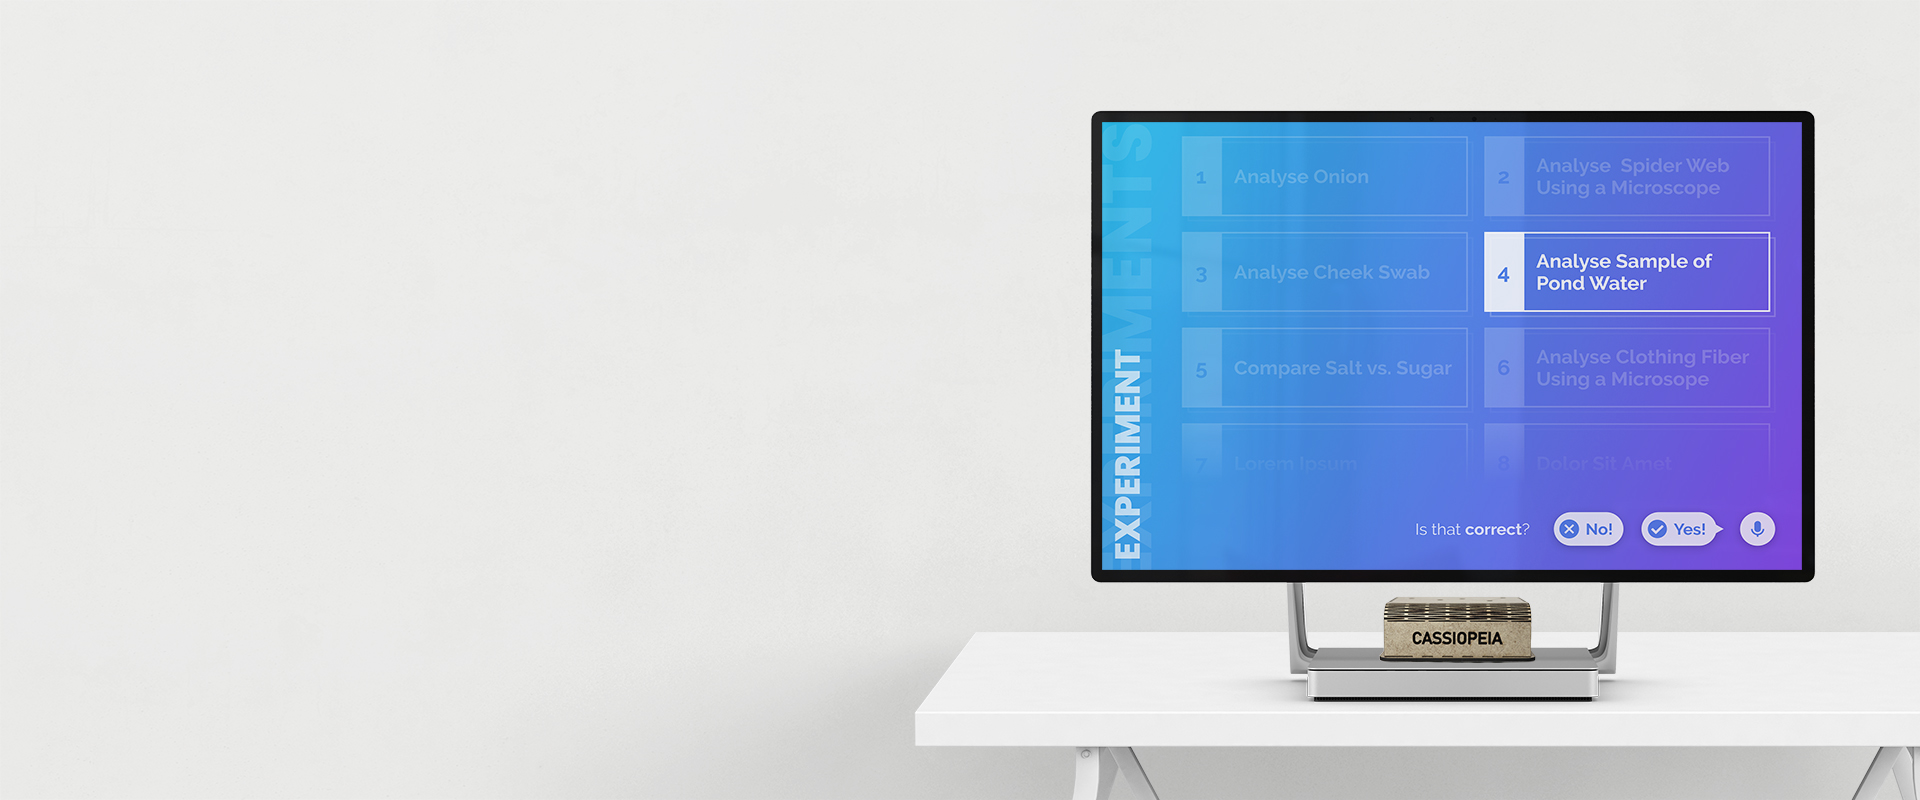 EXPERIMENTS
EXPERIMENT
1
Analyse Onion
2
Analyse Spider Web
Using a Microscope
3
Analyse Cheek Swab
4
Analyse Sample of
Pond Water
5
Compare Salt vs. Sugar
6
Analyse Clothing Fiber
Using a Microsope
7
Lorem Ipsum
8
Dolor Sit Amet
Is that correct?
No!
Yes!
CASSIOPEIA